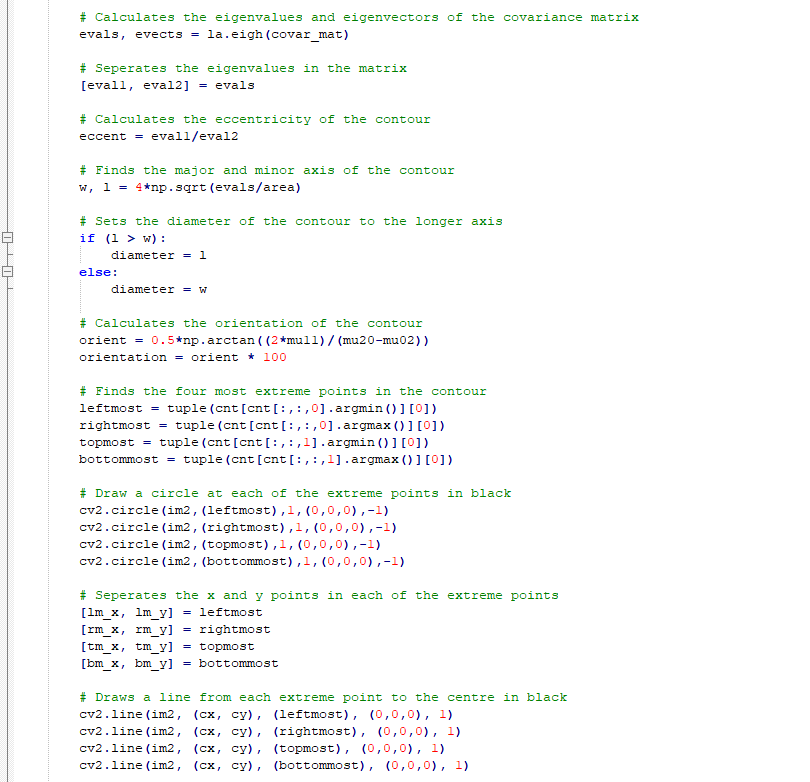 # Calculates the eigenvalues and eigenvectors of the covariance matrix
evals, evects = la.eigh(covar_mat)
# Seperates the eigenvalues in the matrix
[eval1, eval2] = evals
# Calculates the eccentricity of the contour
eccent = eval1/eval2
# Finds the major and minor axis of the contour
w, l = 4*np.sqrt(evals/area)
# Sets the diameter of the contour to the longer axis
if (l > w):
diameter = l
else:
diameter = w
# Calculates the orientation of the contour
orient = 0.5*np.arctan((2*mu11)/(mu20-mu02))
orientation = orient * 100
# Finds the four most extreme points in the contour
leftmost = tuple(cnt[cnt[:,:,0].argmin()][0])
rightmost = tuple(cnt[cnt[:,:,0].argmax()][0])
topmost = tuple(cnt[cnt[:,:,1].argmin()][0])
bottommost = tuple(cnt[cnt[:,:,1].argmax()][0])
# Draw a circle at each of the extreme points in black
cv2.circle(im2,(leftmost),1,(0,0,0),-1)
cv2.circle(im2,(rightmost),1,(0,0,0),-1)
cv2.circle(im2,(topmost),1,(0,0,0),-1)
cv2.circle(im2,(bottommost),1,(0,0,0),-1)
# Seperates the x and y points in each of the extreme points
[lm_x, lm_y] = leftmost
[rm_x, rm_y] = rightmost
[tm_x, tm_y] = topmost
[bm_x, bm_y] = bottommost
# Draws a line from each extreme point to the centre in black
cv2.line(im2, (cx, cy), (leftmost), (0,0,0), 1)
cv2.line(im2, (cx, cy), (rightmost), (0,0,0), 1)
cv2.line(im2, (cx, cy), (topmost), (0,0,0), 1)
cv2.line(im2, (cx, cy), (bottommost), (0,0,0), 1)